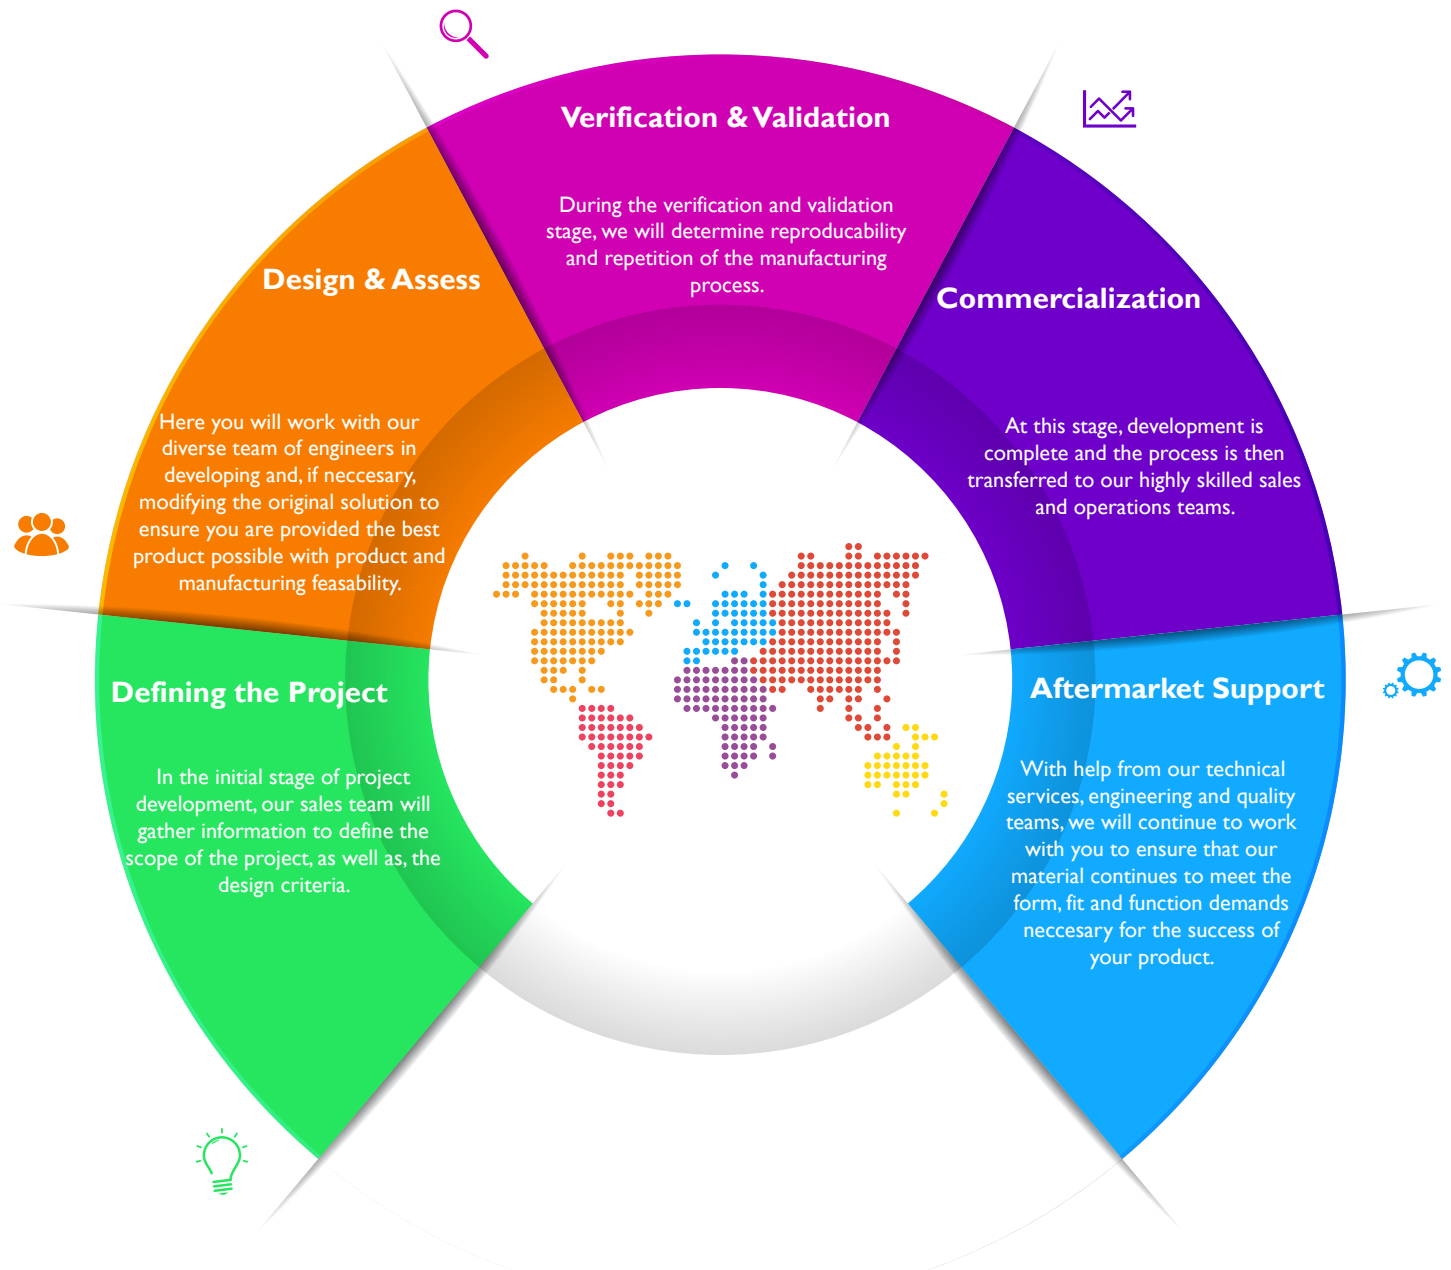 Verification & Validation
During the verification and validation
stage, we will determine reproducability
and repetition of the manufacturing
process.
Design & Assess
Here you will work with our
diverse team of engineers in
developing and, if neccesary,
modifying the original solution to
ensure you are provided the best
product possible with product and
manufacturing feasability.
Commercialization
At this stage, development is
complete and the process is then
transferred to our highly skilled sales
and operations teams.
Defining the Project
In the initial stage of project
development, our sales team will
gather information to define the
scope of the project, as well as, the
design criteria.
Aftermarket Support
With help from our technical
services, engineering and quality
teams, we will continue to work
with you to ensure that our
material continues to meet the
form, fit and function demands
neccesary for the success of
your product.